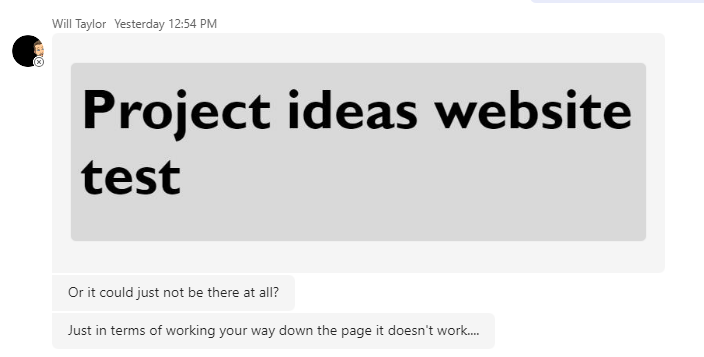 Will Taylor Yesterday 12:54 PM
Project ideas website
test
Or it could just not be there at all?
Just in terms of working your way down the page it doesn't work....